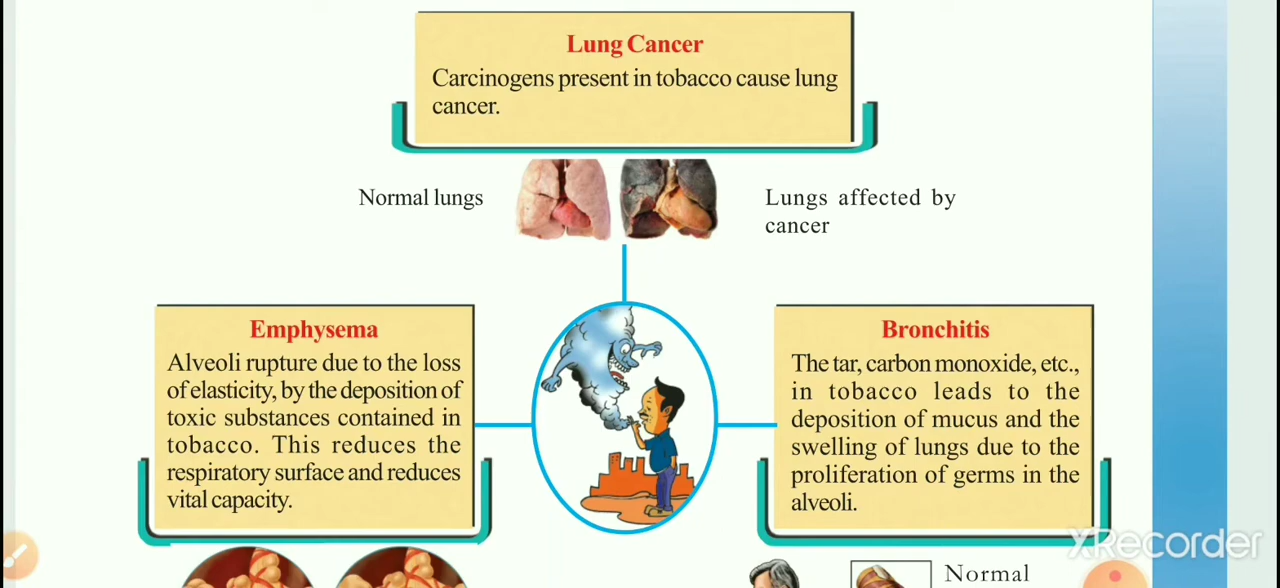 Lung Cancer
Carcinogens present in tobacco cause lung
cancer.
Normal lungs
Lungs affected by
cancer
Emphysema
Alveoli rupture due to the loss
of elasticity, by the deposition of
toxic substances contained in
tobacco. This reduces the
respiratory surface and reduces
vital capacity.
Bronchitis
The tar, carbon monoxide, etc.,
in tobacco leads to the
deposition of mucus and the
swelling of lungs due to the
proliferation of germs in the
alveoli.
Normal
XRecorder